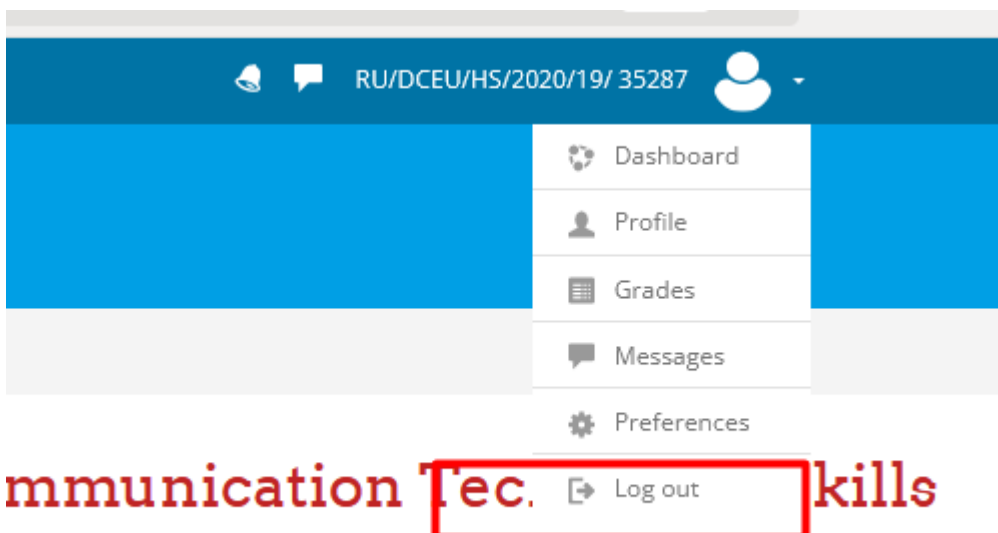 RU/DCEU/HS/2020/19/ 35287
Dashboard
Profile
Grades
Messages
Preferences
Log out
mmunication Tec kills